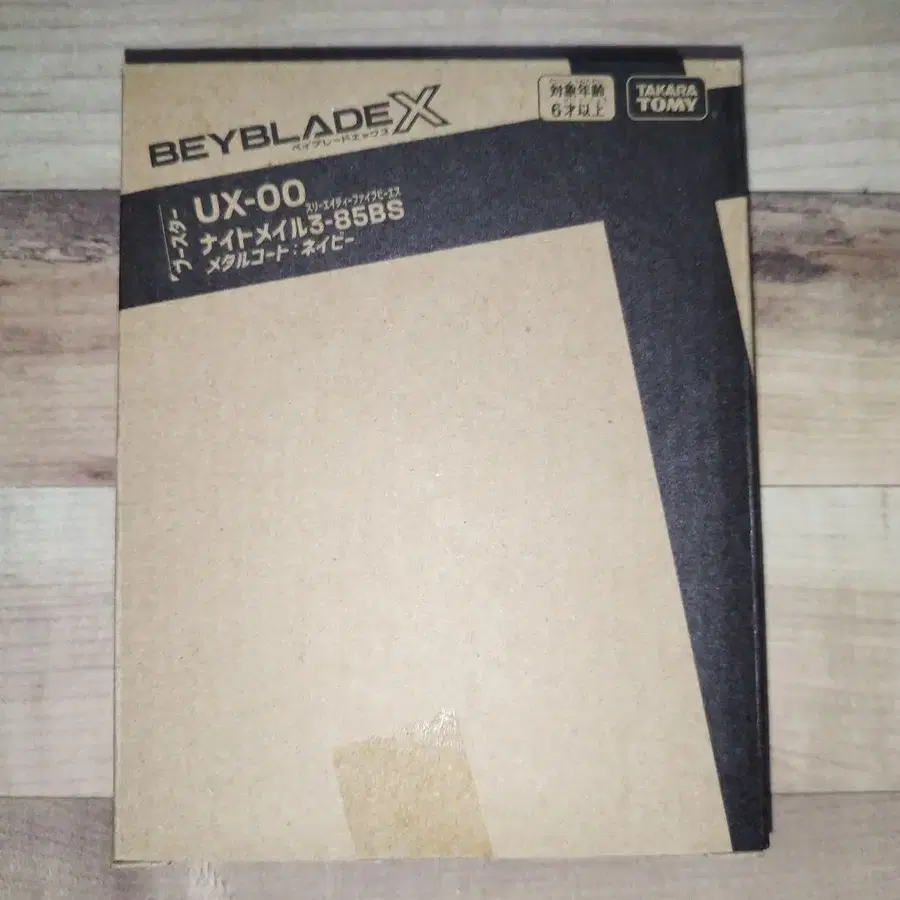 BEYBLADE X
ベイブレードエックス
対象年齢
6才以上
TAKARA
TOMY
ブースター
UX-00
スリーエイティーファイブビーエス
ナイトメイル3-85BS
メタルコート:ネイビー